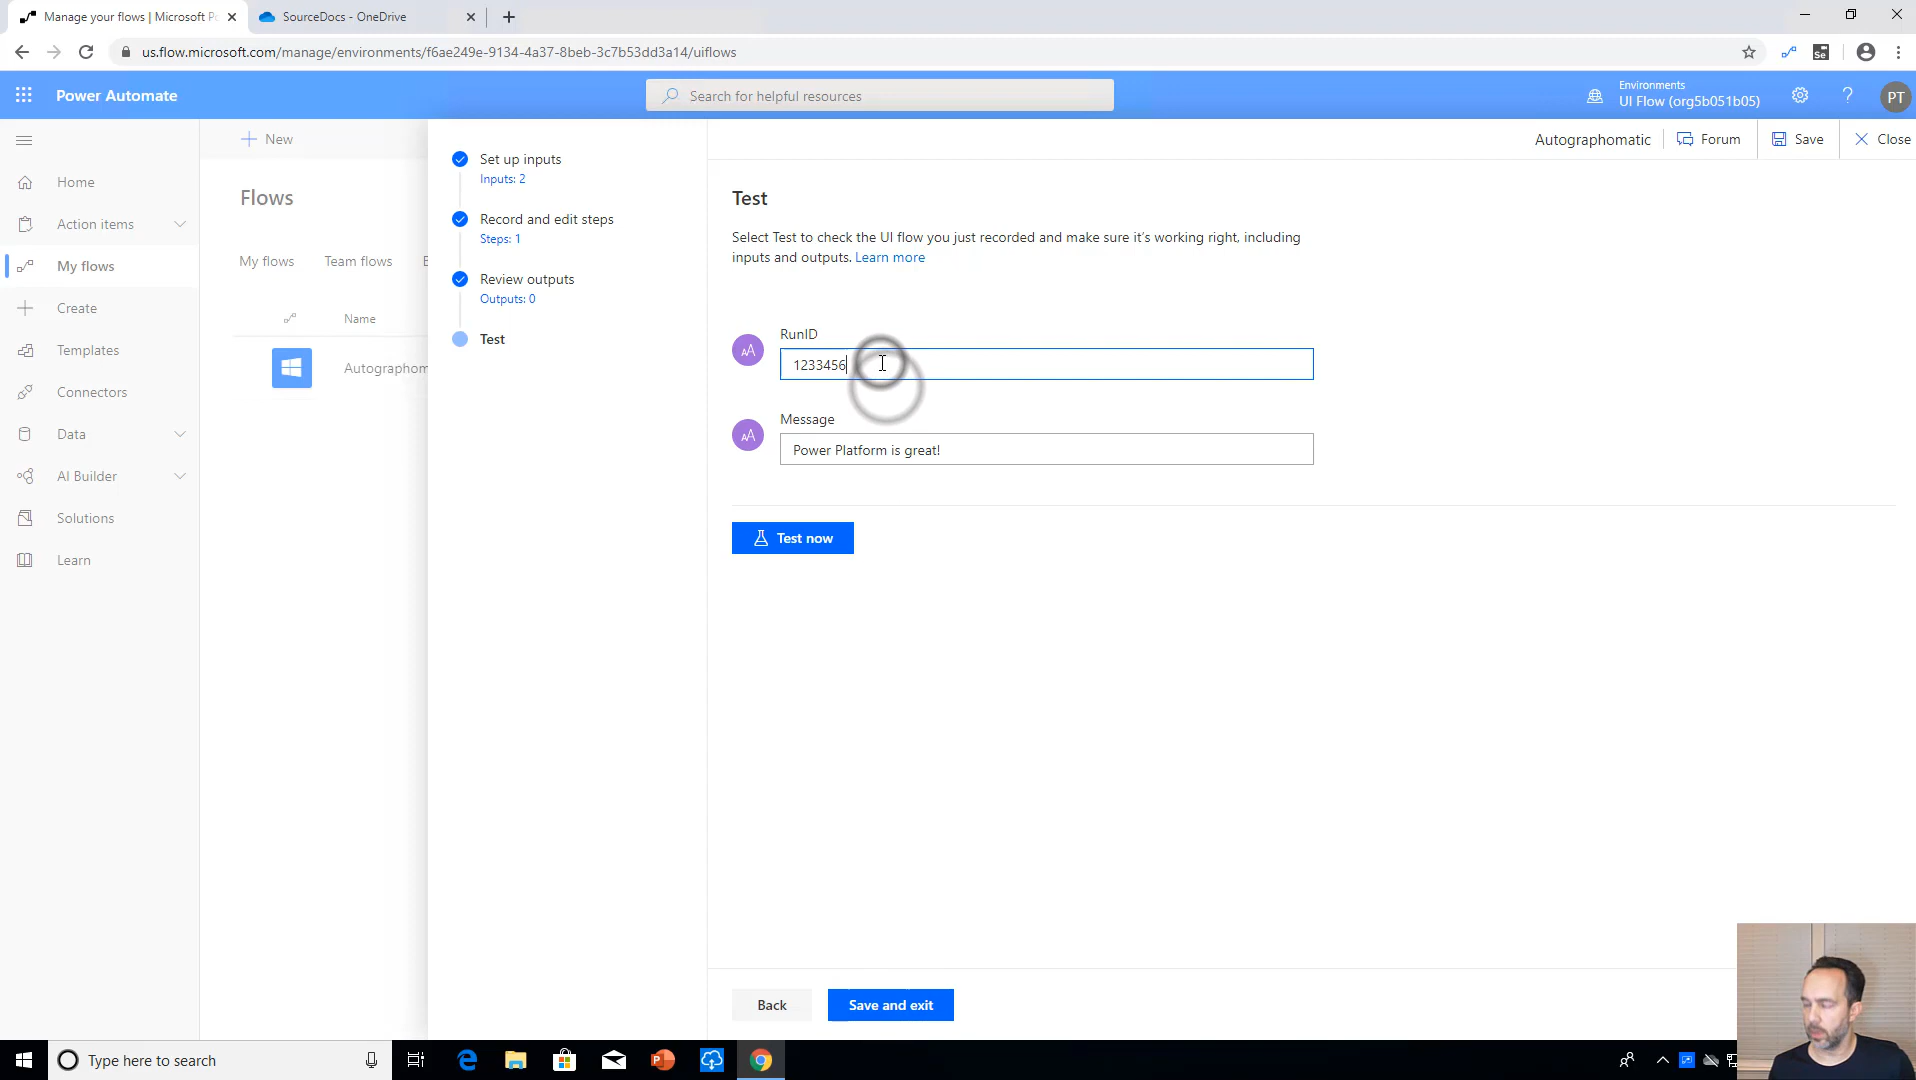 Manage your flows | Microsoft Po
SourceDocs - OneDrive
us.flow.microsoft.com/manage/environments/f6ae249e-9134-4a37-8beb-3c7b53dd3a14/uiflows
Se
Power Automate
Search for helpful resources
Environments
UI Flow (org5b051b05)
?
PT
New
Autographomatic
Forum
Save
Close
Home
Action items
My flows
Create
Templates
Connectors
Data
AI Builder
Solutions
Learn
Flows
My flows
Team flows
Name
Autographom
Set up inputs
Inputs: 2
Record and edit steps
Steps: 1
Review outputs
Outputs: 0
Test
Test
Select Test to check the UI flow you just recorded and make sure it's working right, including
inputs and outputs. Learn more
RunID
AA
1233456
Message
AA
Power Platform is great!
Test now
Back
Save and exit
Type here to search